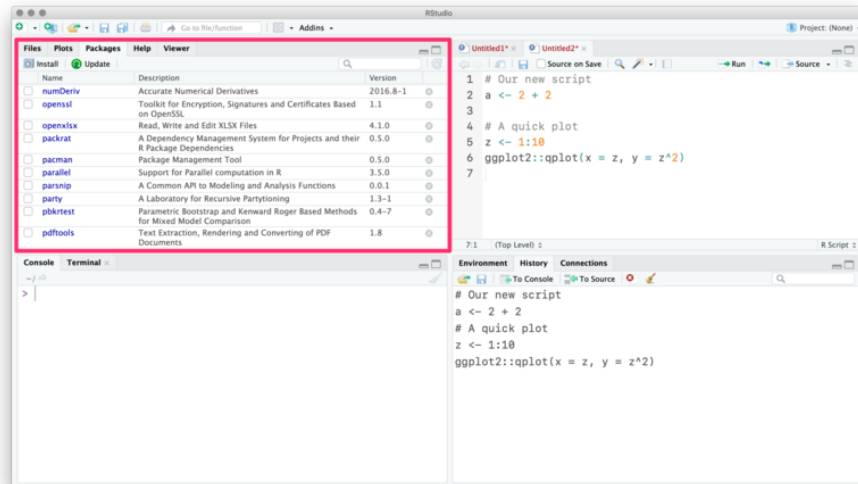 RStudio
Go to file/function Addins Project: (None)
Files Plots Packages Help Viewer
Install Update
Name Description Version
numDeriv Accurate Numerical Derivatives 2016.8-1
openssl Toolkit for Encryption, Signatures and Certificates Based on OpenSSL 1.1
openxlsx Read, Write and Edit XLSX Files 4.1.0
packrat A Dependency Management System for Projects and their R Package Dependencies 0.5.0
pacman Package Management Tool 0.5.0
parallel Support for Parallel computation in R 3.5.0
parsnip A Common API to Modeling and Analysis Functions 0.0.1
party A Laboratory for Recursive Partytioning 1.3-1
pbkrtest Parametric Bootstrap and Kenward Roger Based Methods for Mixed Model Comparison 0.4-7
pdftools Text Extraction, Rendering and Converting of PDF Documents 1.8
Untitled1* Untitled2*
Source on Save Run Source
1 # Our new script
2 a <- 2 + 2
3
4 # A quick plot
5 z <- 1:10
6 ggplot2::qplot(x = z, y = z^2)
7
7:1 (Top Level) R Script
Console Terminal
~/
>
Environment History Connections
To Console To Source
# Our new script
a <- 2 + 2
# A quick plot
z <- 1:10
ggplot2::qplot(x = z, y = z^2)